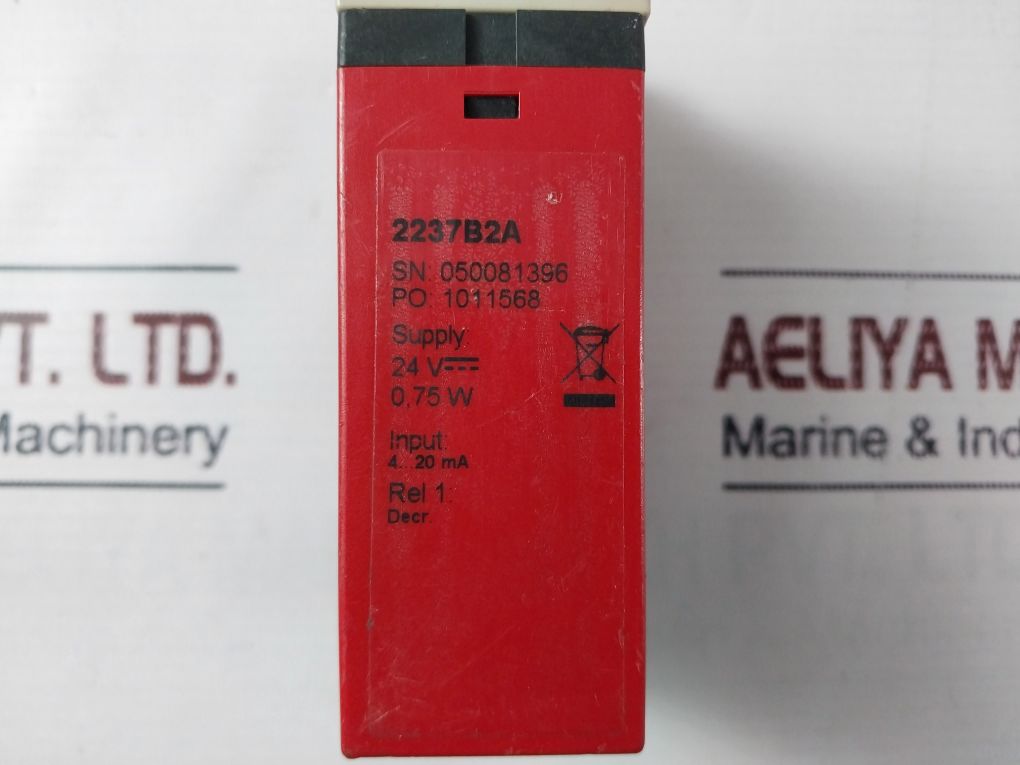 2237B2A
SN: 050081396
PO: 1011568
Supply:
24 V
0,75 W
Input:
4...20 mA
Rel 1:
Decr.
VT. LTD.
Machinery
AELIYA M
Marine & Ind